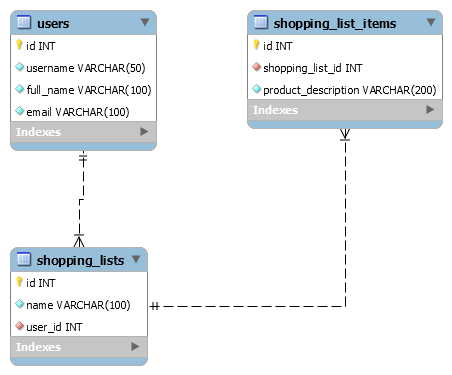 users
id INT
username VARCHAR(50)
full_name VARCHAR(100)
email VARCHAR(100)
Indexes
shopping_list_items
id INT
shopping_list_id INT
product_description VARCHAR(200)
Indexes
shopping_lists
id INT
name VARCHAR(100)
user_id INT
Indexes